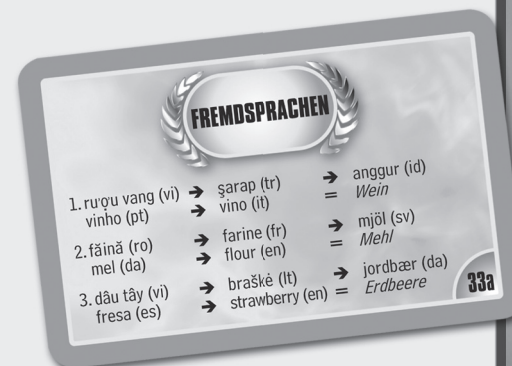 FREMDSPRACHEN
1. rượu vang (vi) ➔ şarap (tr) ➔ anggur (id)
vinho (pt) ➔ vino (it) = Wein
2. făină (ro) ➔ farine (fr) ➔ mjöl (sv)
mel (da) ➔ flour (en) = Mehl
3. dâu tây (vi) ➔ braškė (lt) ➔ jordbær (da)
fresa (es) ➔ strawberry (en) = Erdbeere
33a